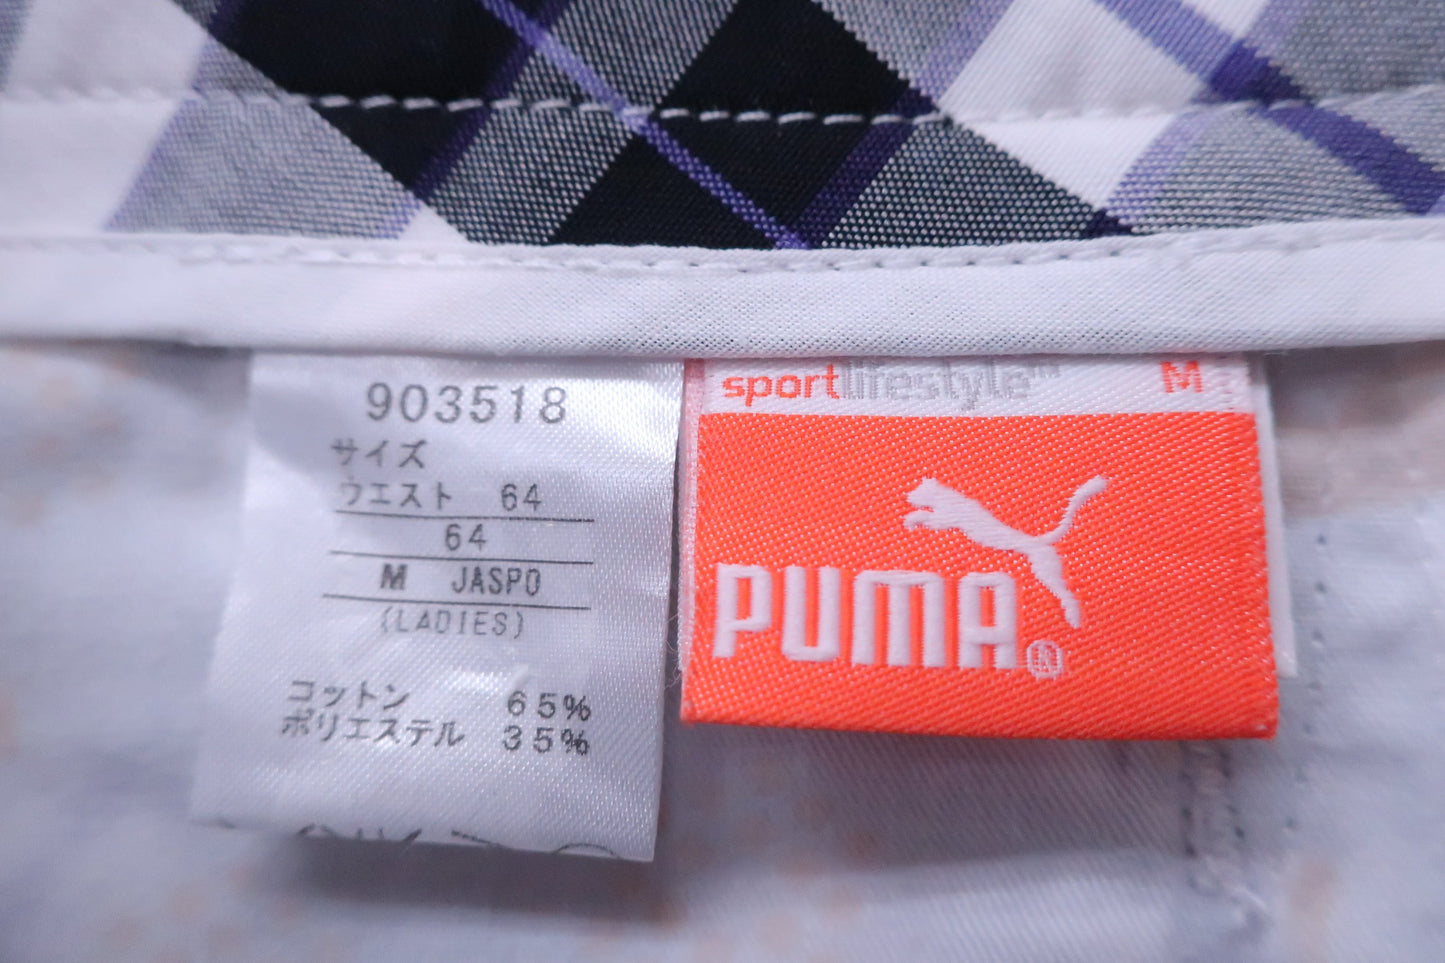 903518
サイズ
ウエスト 64
64
M JASPO
(LADIES)
コットン 65%
ポリエステル 35%
sportlifestyle™ M
PUMA®